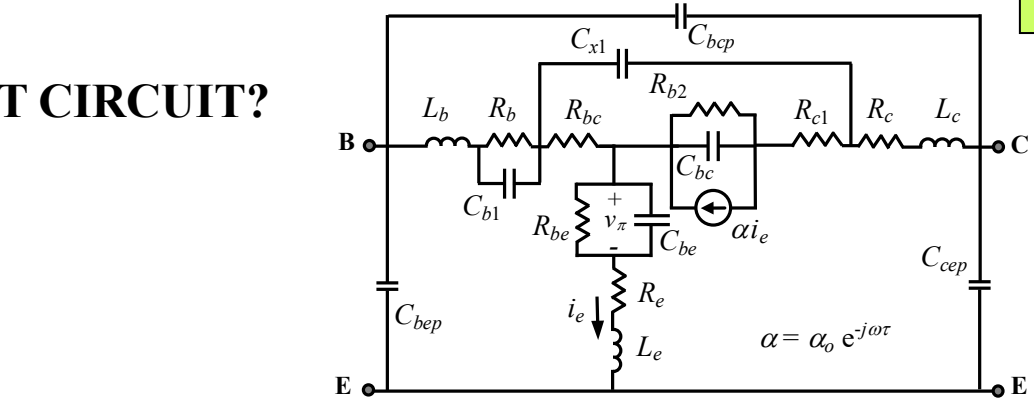 T CIRCUIT?
C_bcp
C_x1
R_b2
L_b R_b R_bc R_c1 R_c L_c
B C
C_bc
C_b1
+
R_be v_π C_be αi_e
-
C_cep
R_e
i_e
C_bep
L_e α = α_o e^-jωτ
E E